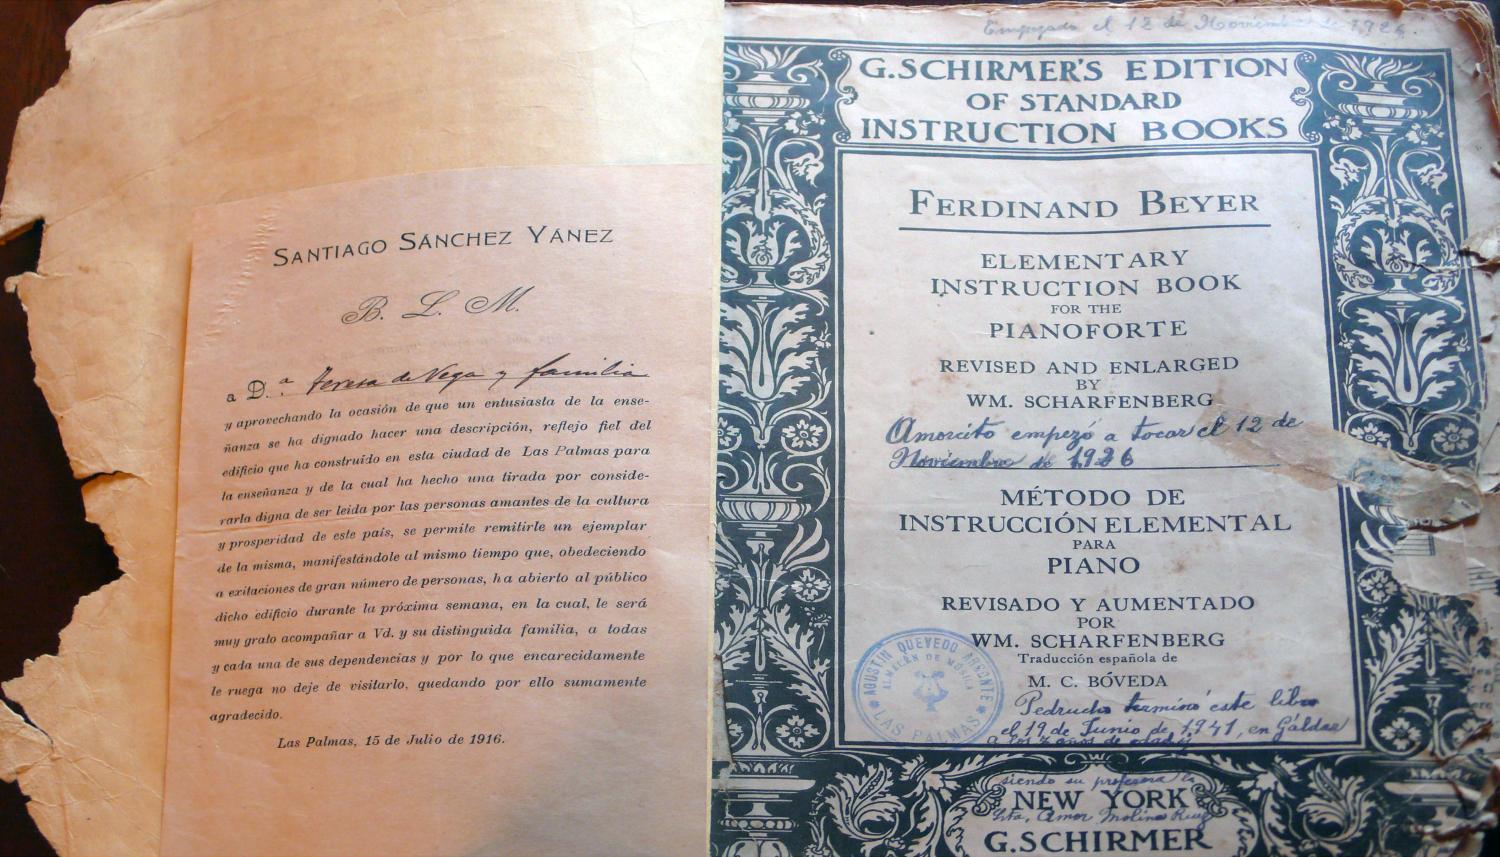 SANTIAGO SÁNCHEZ YÁNEZ
B. L. M.
a D.ª Teresa de Vega y familia
y aprovechando la ocasión de que un entusiasta de la ense-
ñanza se ha dignado hacer una descripción, reflejo fiel del
edificio que ha construido en esta ciudad de Las Palmas para
la enseñanza y de la cual ha hecho una tirada por conside-
rarla digna de ser leida por las personas amantes de la cultura
y prosperidad de este país, se permite remitirle un ejemplar
de la misma, manifestándole al mismo tiempo que, obedeciendo
a exitaciones de gran número de personas, ha abierto al público
dicho edificio durante la próxima semana, en la cual, le será
muy grato acompañar a Vd. y su distinguida familia, a todas
y cada una de sus dependencias y por lo que encarecidamente
le ruega no deje de visitarlo, quedando por ello sumamente
agradecido.
Las Palmas, 15 de Julio de 1916.
Empezado el 12 de Noviembre de 1926.
G. SCHIRMER'S EDITION
OF STANDARD
INSTRUCTION BOOKS
FERDINAND BEYER
ELEMENTARY
INSTRUCTION BOOK
FOR THE
PIANOFORTE
REVISED AND ENLARGED
BY
WM. SCHARFENBERG
Amorcito empezó a tocar el 12 de
Noviembre de 1926
MÉTODO DE
INSTRUCCIÓN ELEMENTAL
PARA
PIANO
REVISADO Y AUMENTADO
POR
WM. SCHARFENBERG
Traducción española de
M. C. BÓVEDA
AGUSTIN QUEVEDO
ALMACÉN DE MÚSICA
LAS PALMAS
Pedrucho terminó este libro
el 19 de Junio de 1941, en Gáldar
a los 7 años de edad
siendo su profesora la
NEW YORK
Srta. Amor Molina Ruiz
G. SCHIRMER